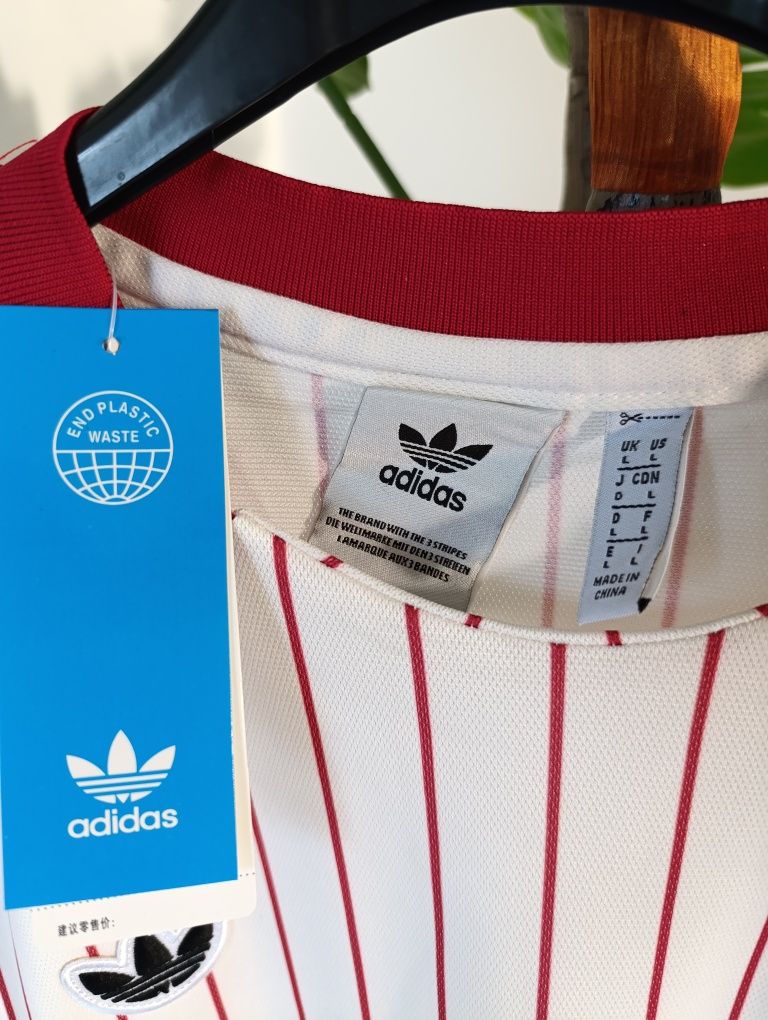 END PLASTIC
WASTE
adidas
建议零售价:
adidas
THE BRAND WITH THE 3 STRIPES
DIE WELTMARKE MIT DEN 3 STREIFEN
LA MARQUE AUX 3 BANDES
UK US
L L
J CDN
O L
D F
L L
E I
L L
MADE IN
CHINA